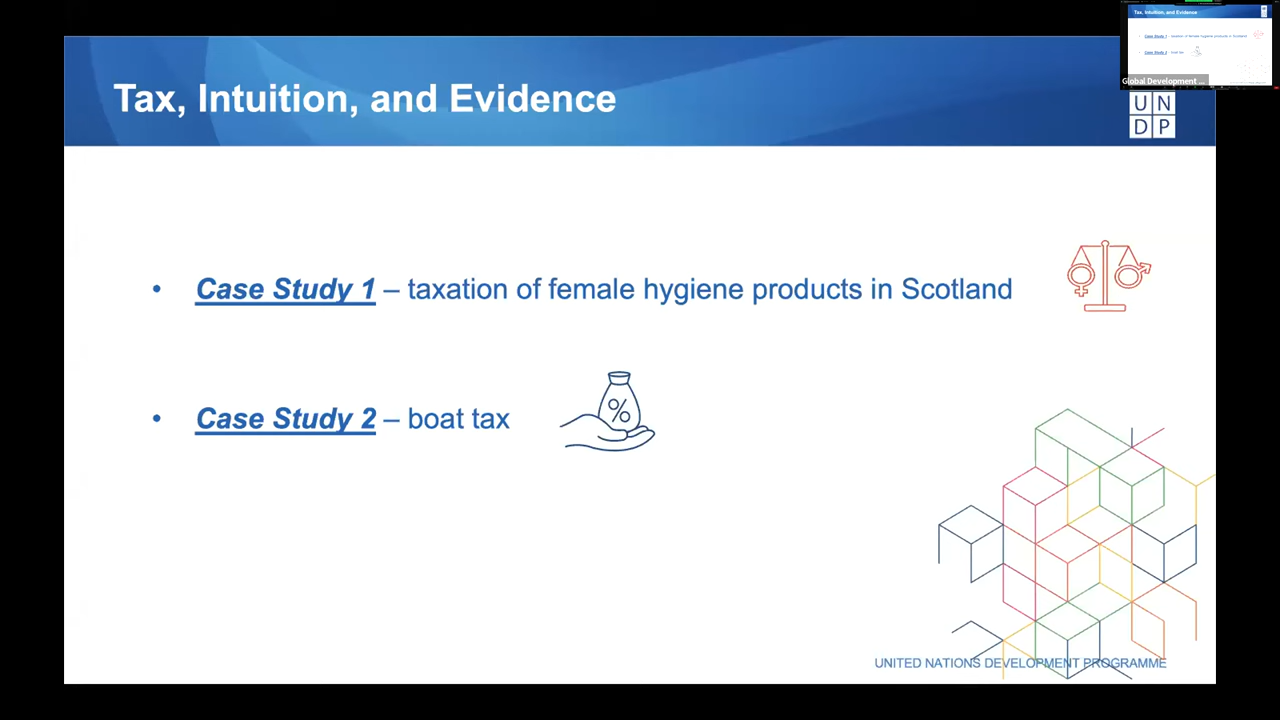 Tax, Intuition, and Evidence
UN
DP
• Case Study 1 – taxation of female hygiene products in Scotland
• Case Study 2 – boat tax
UNITED NATIONS DEVELOPMENT PROGRAMME
Tax, Intuition, and Evidence
Case Study 1 – taxation of female hygiene products in Scotland
Case Study 2 – boat tax
Global Development ...